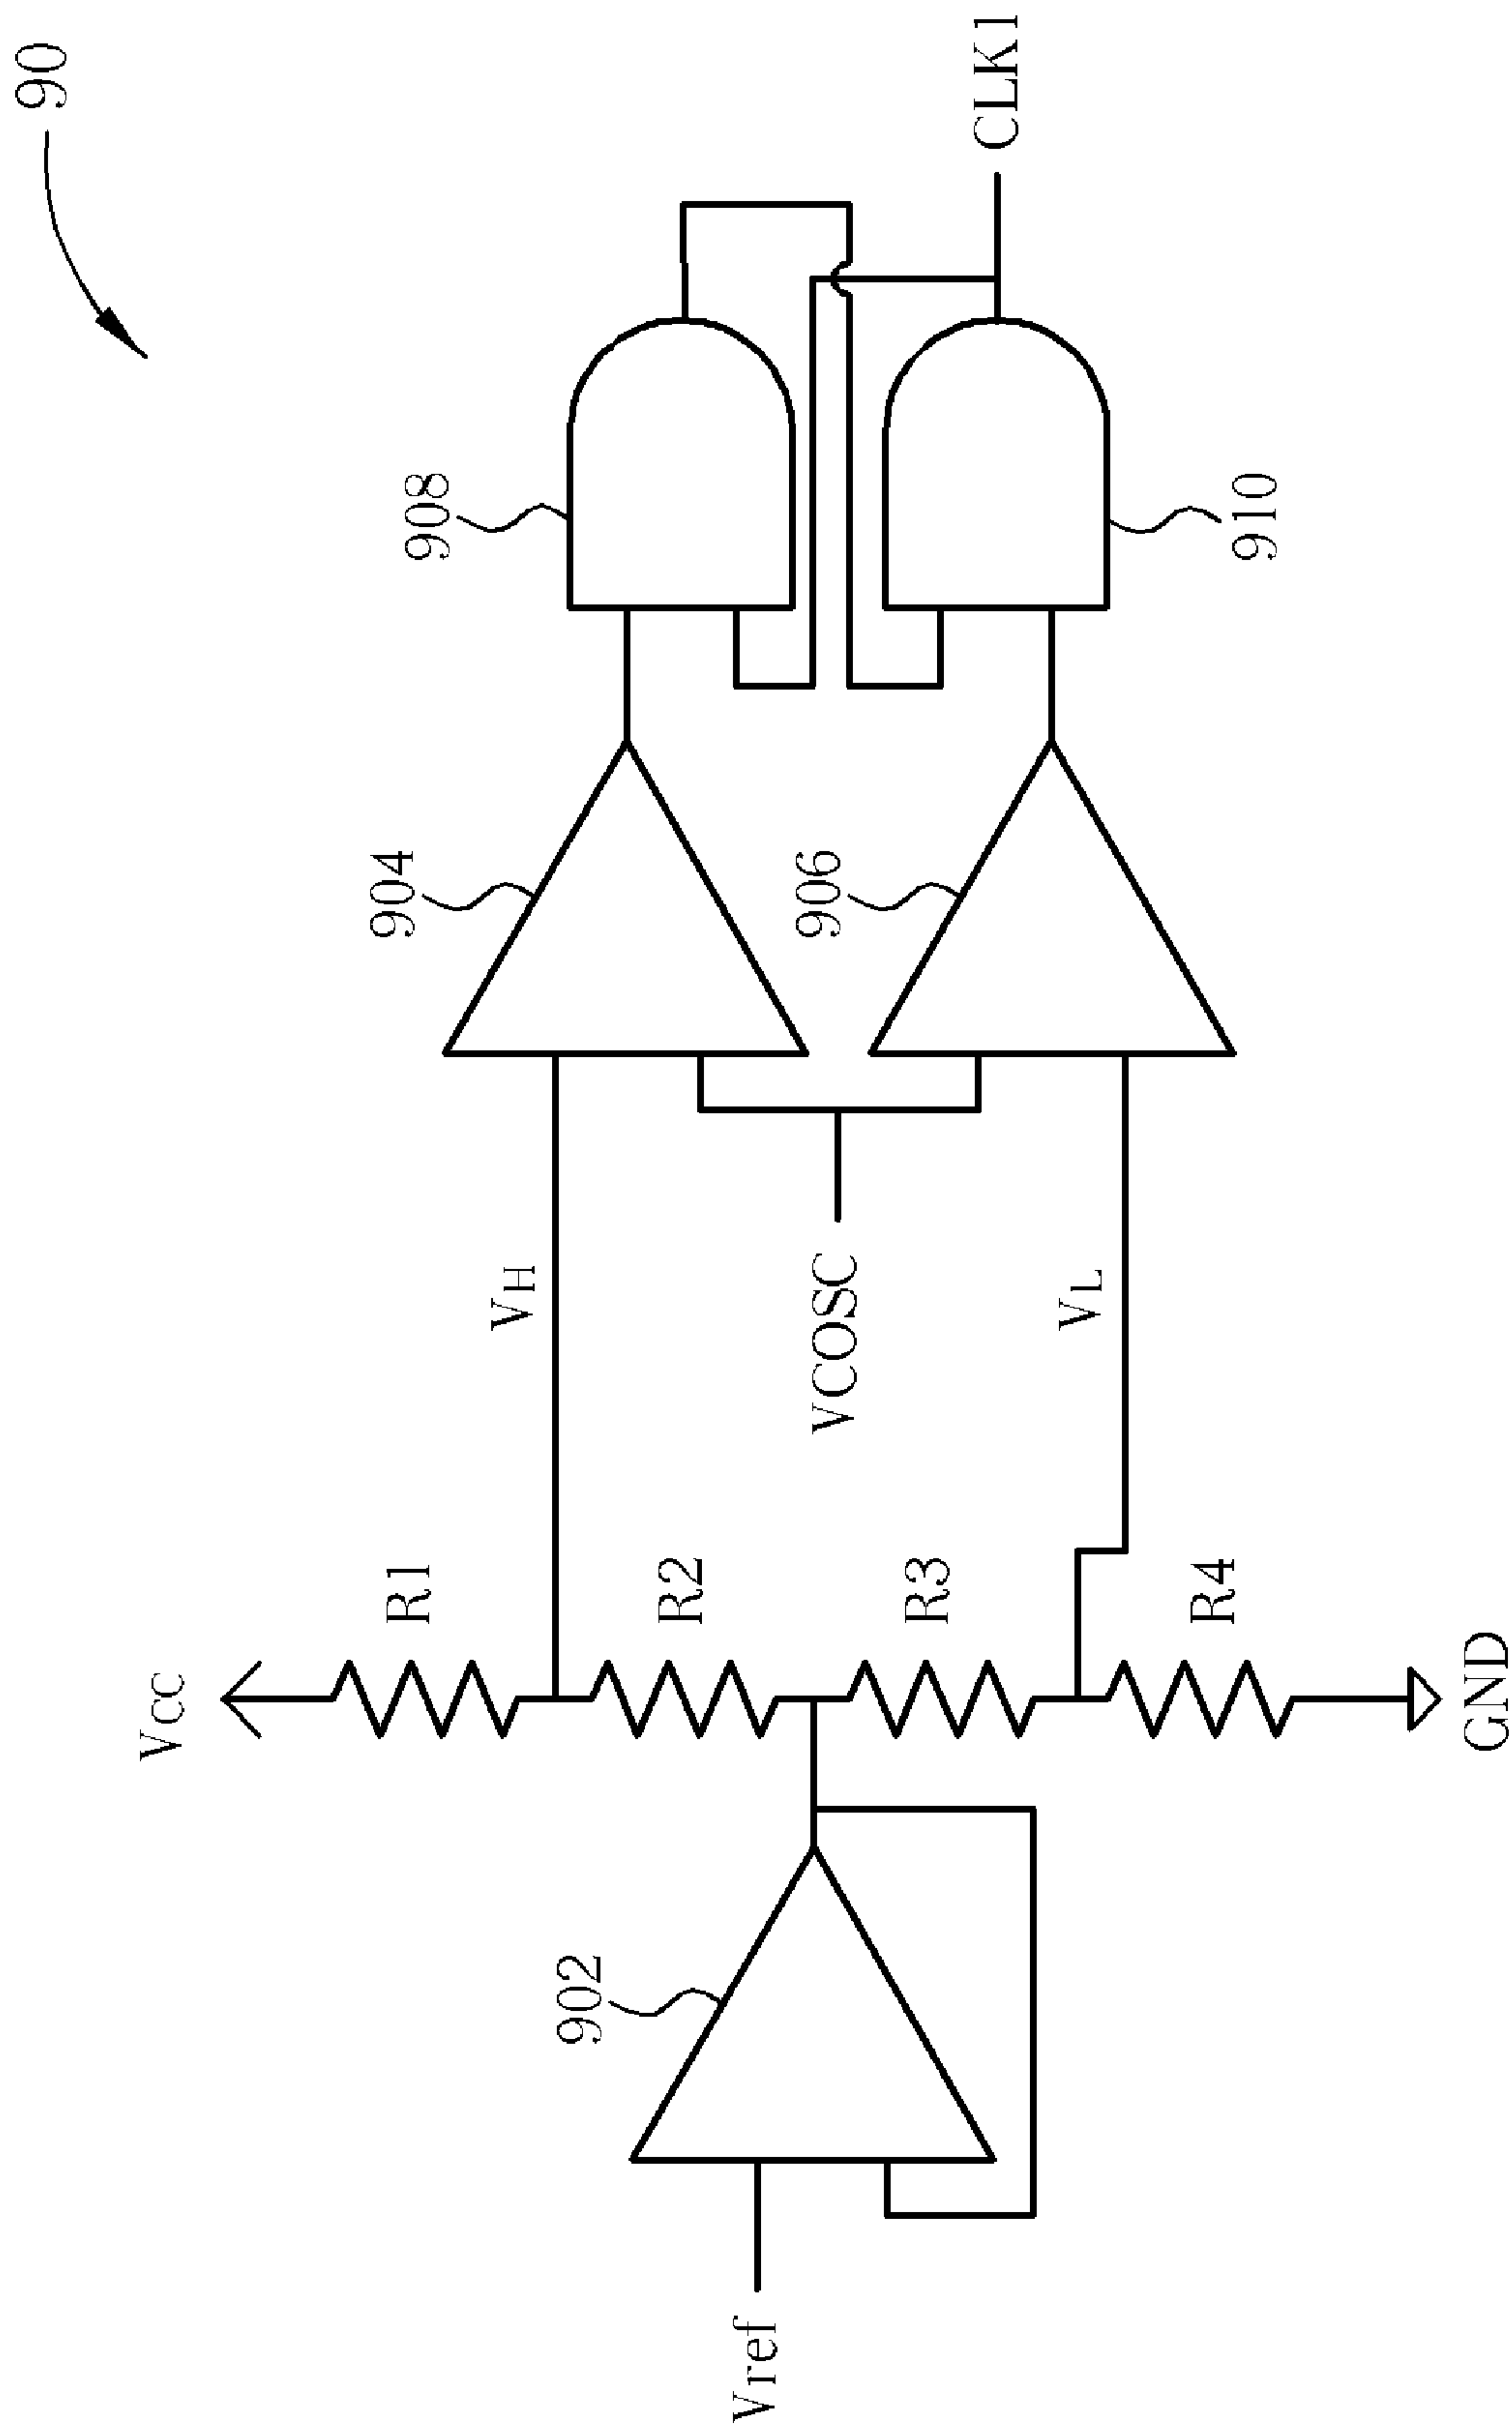 90
VCC
R1
VH
904
908
902
R2
Vref
VCOSC
906
R3
CLK1
VL
R4
910
GND